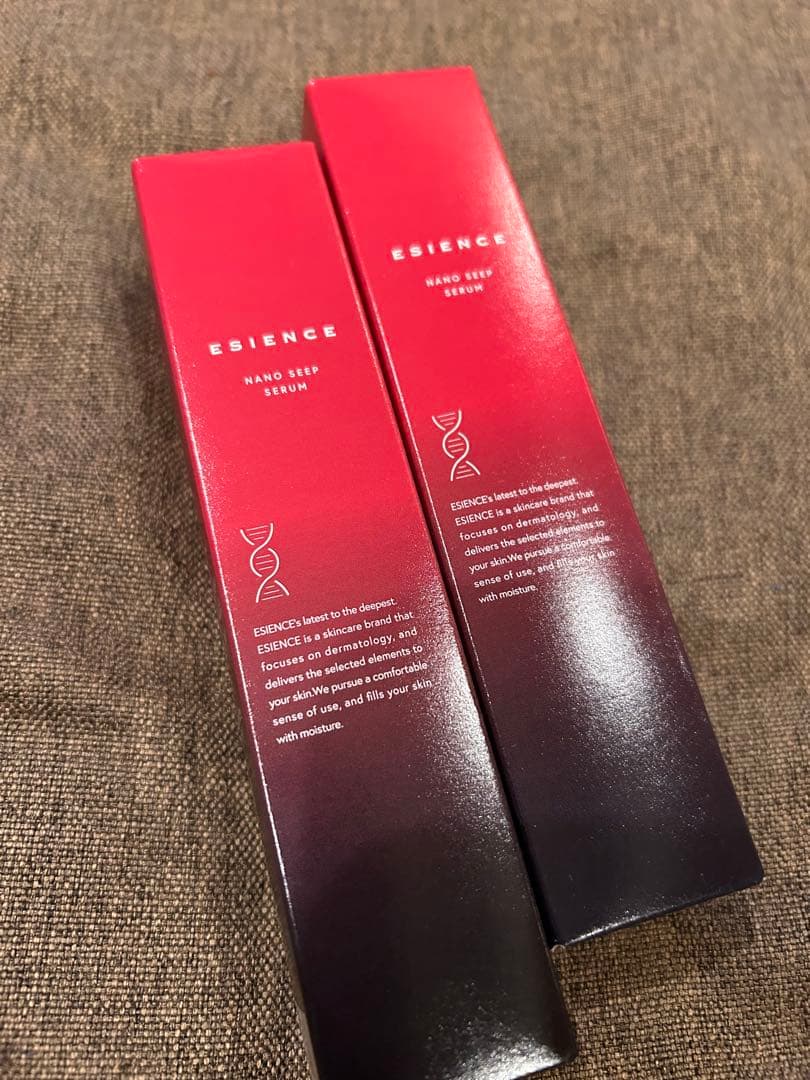 ESIENCE
NANO SEEP
SERUM
ESIENCE's latest to the deepest.
ESIENCE is a skincare brand that
focuses on dermatology, and
delivers the selected elements to
your skin.We pursue a comfortable
sense of use, and fills your skin
with moisture.
ESIENCE
NANO SEEP
SERUM
ESIENCE's latest to the deepest.
ESIENCE is a skincare brand that
focuses on dermatology, and
delivers the selected elements to
your skin.We pursue a comfortable
sense of use, and fills your skin
with moisture.